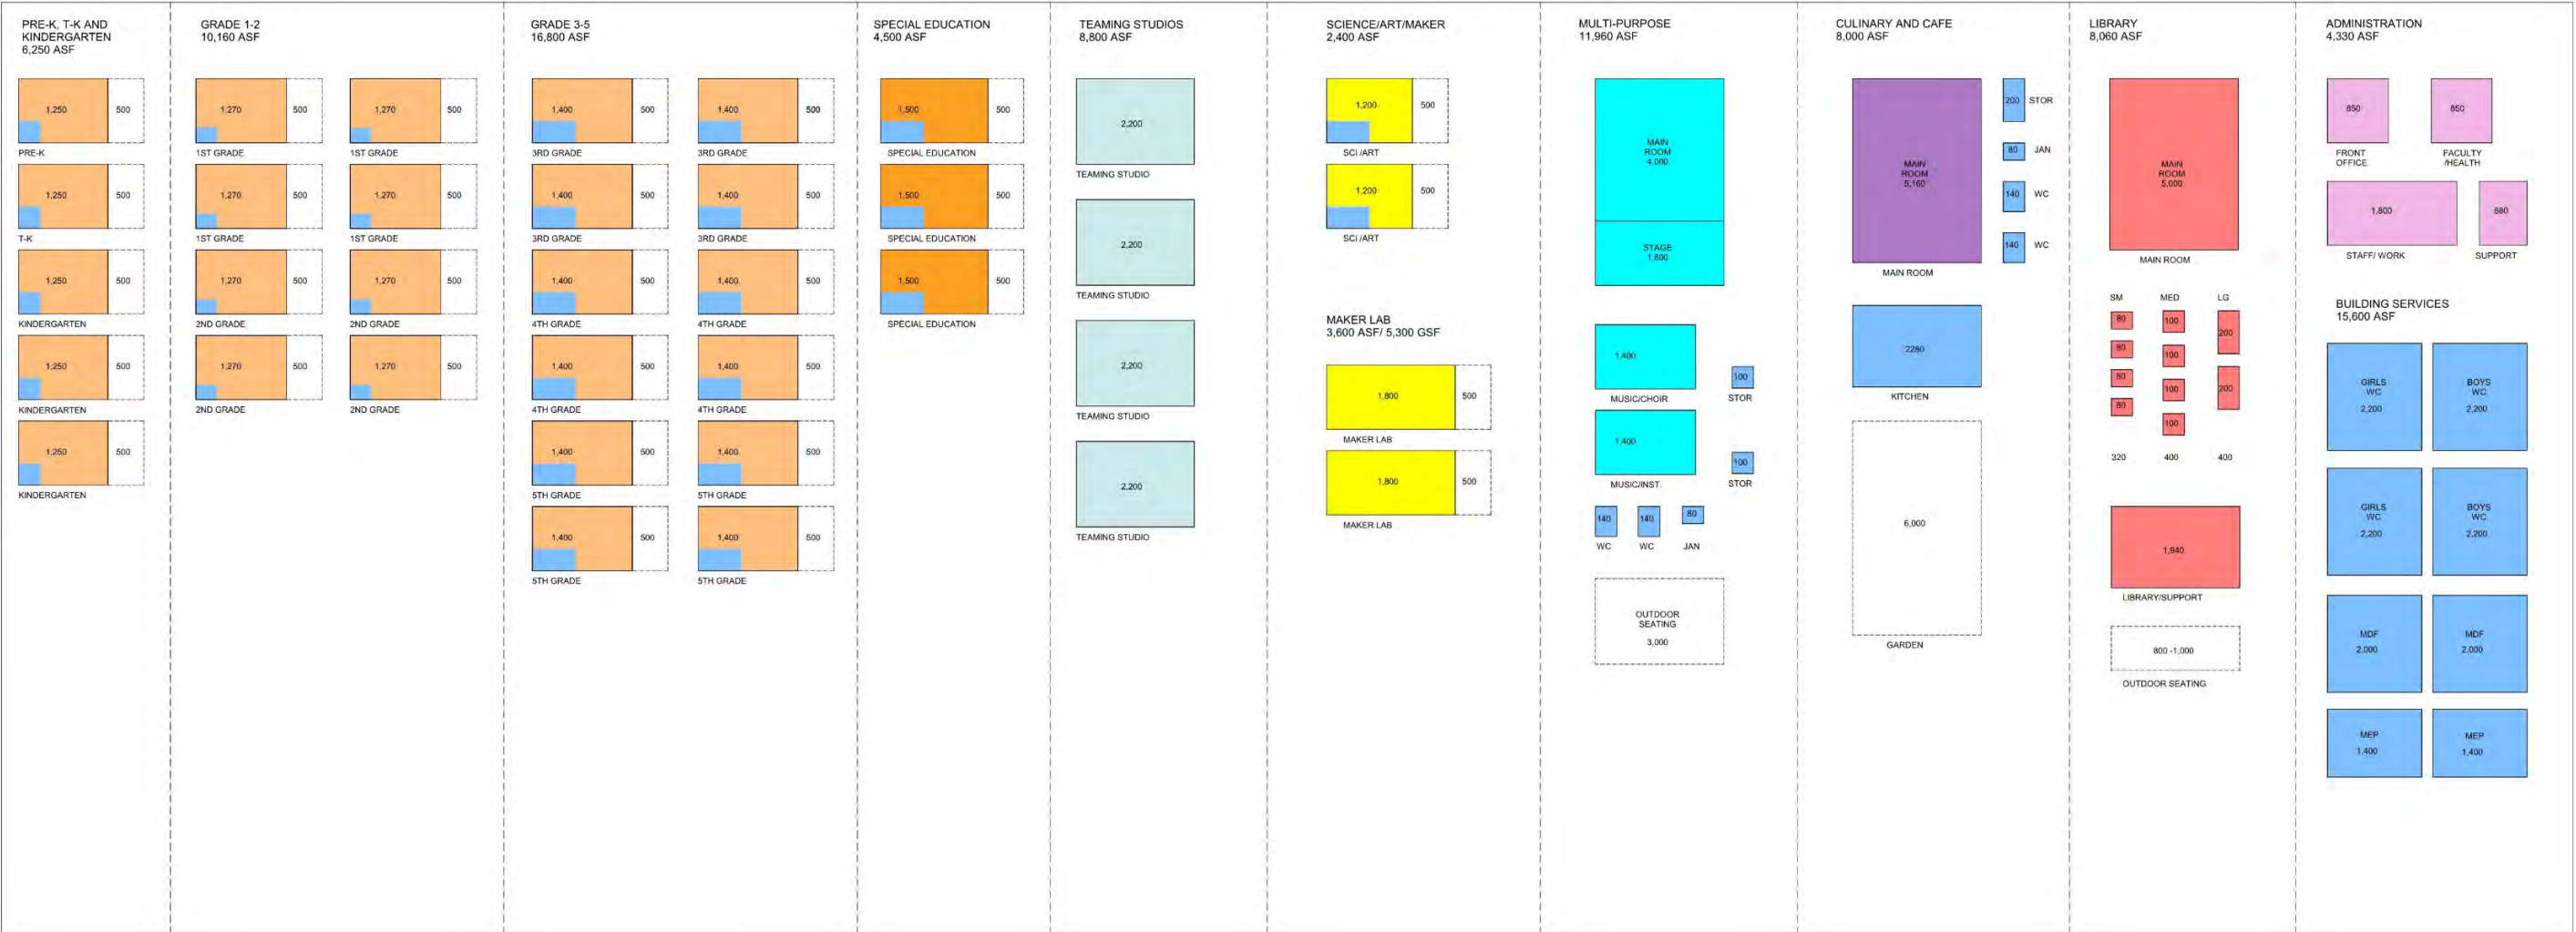 PRE-K, T-K AND
KINDERGARTEN
6,250 ASF
1,250
500
PRE-K
1,250
500
T-K
1,250
500
KINDERGARTEN
1,250
500
KINDERGARTEN
1,250
500
KINDERGARTEN
GRADE 1-2
10,160 ASF
1,270
500
1,270
500
1ST GRADE
1ST GRADE
1,270
500
1,270
500
1ST GRADE
1ST GRADE
1,270
500
1,270
500
2ND GRADE
2ND GRADE
1,270
500
1,270
500
2ND GRADE
2ND GRADE
GRADE 3-5
16,800 ASF
1,400
500
1,400
500
3RD GRADE
3RD GRADE
1,400
500
1,400
500
3RD GRADE
3RD GRADE
1,400
500
1,400
500
4TH GRADE
4TH GRADE
1,400
500
1,400
500
4TH GRADE
4TH GRADE
1,400
500
1,400
500
5TH GRADE
5TH GRADE
1,400
500
1,400
500
5TH GRADE
5TH GRADE
SPECIAL EDUCATION
4,500 ASF
1,500
500
SPECIAL EDUCATION
1,500
500
SPECIAL EDUCATION
1,500
500
SPECIAL EDUCATION
TEAMING STUDIOS
8,800 ASF
2,200
TEAMING STUDIO
2,200
TEAMING STUDIO
2,200
TEAMING STUDIO
2,200
TEAMING STUDIO
SCIENCE/ART/MAKER
2,400 ASF
1,200
500
SCI /ART
1,200
500
SCI /ART
MAKER LAB
3,600 ASF/ 5,300 GSF
1,800
500
MAKER LAB
1,800
500
MAKER LAB
MULTI-PURPOSE
11,960 ASF
MAIN
ROOM
4,000
STAGE
1,800
1,400
100
MUSIC/CHOIR
STOR
1,400
100
MUSIC/INST.
STOR
140
140
80
WC
WC
JAN
OUTDOOR
SEATING
3,000
CULINARY AND CAFE
8,000 ASF
MAIN
ROOM
5,160
MAIN ROOM
200 STOR
80 JAN
140 WC
140 WC
2280
KITCHEN
6,000
GARDEN
LIBRARY
8,060 ASF
MAIN
ROOM
5,000
MAIN ROOM
SM
MED
LG
80
100
200
80
100
80
100
200
80
100
320
400
400
1,940
LIBRARY/SUPPORT
800 -1,000
OUTDOOR SEATING
ADMINISTRATION
4,330 ASF
850
850
FRONT
OFFICE
FACULTY
/HEALTH
1,800
680
STAFF/ WORK
SUPPORT
BUILDING SERVICES
15,600 ASF
GIRLS
WC
2,200
BOYS
WC
2,200
GIRLS
WC
2,200
BOYS
WC
2,200
MDF
2,000
MDF
2,000
MEP
1,400
MEP
1,400